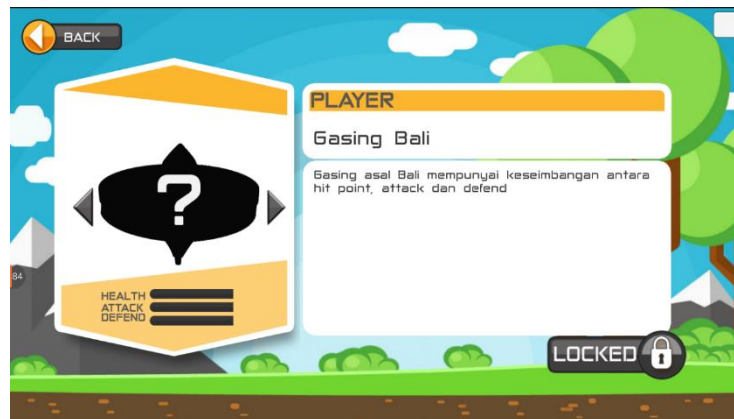 BACK
PLAYER
Gasing Bali
Gasing asal Bali mempunyai keseimbangan antara
hit point, attack dan defend
?
84
HEALTH
ATTACK
DEFEND
LOCKED